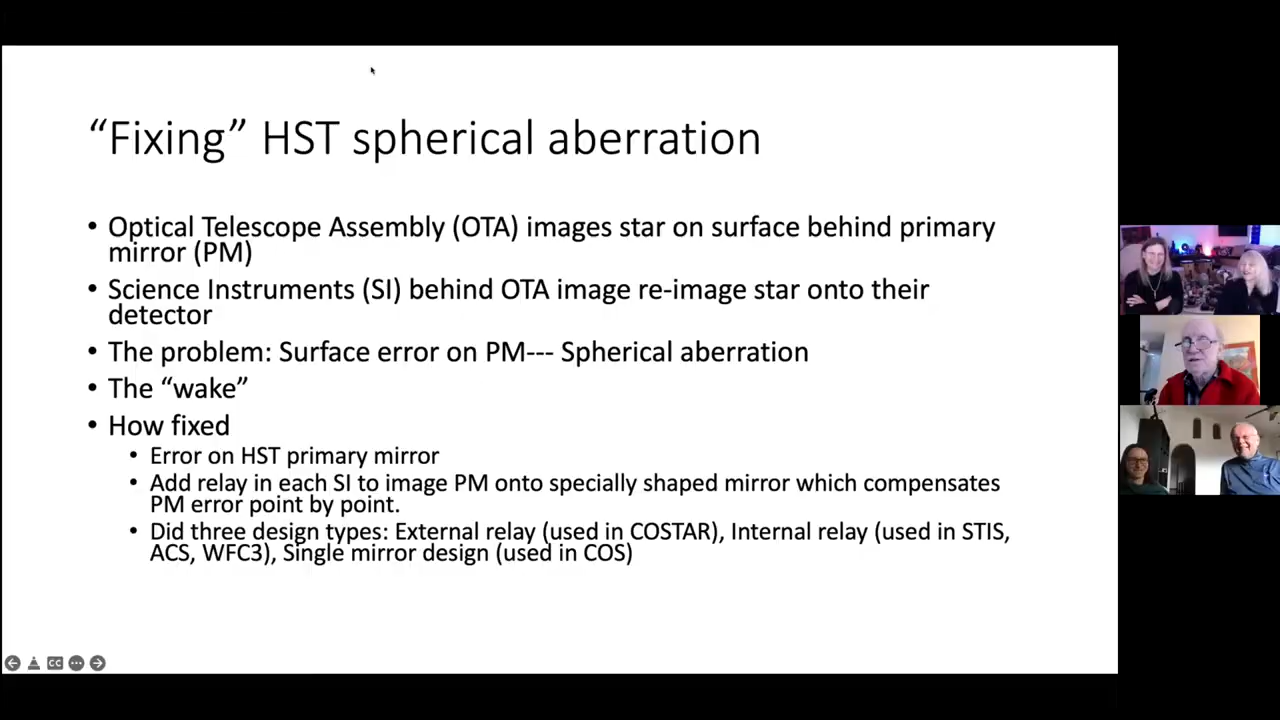 “Fixing” HST spherical aberration
• Optical Telescope Assembly (OTA) images star on surface behind primary
mirror (PM)
• Science Instruments (SI) behind OTA image re-image star onto their
detector
• The problem: Surface error on PM--- Spherical aberration
• The “wake”
• How fixed
• Error on HST primary mirror
• Add relay in each SI to image PM onto specially shaped mirror which compensates
PM error point by point.
• Did three design types: External relay (used in COSTAR), Internal relay (used in STIS,
ACS, WFC3), Single mirror design (used in COS)
CC